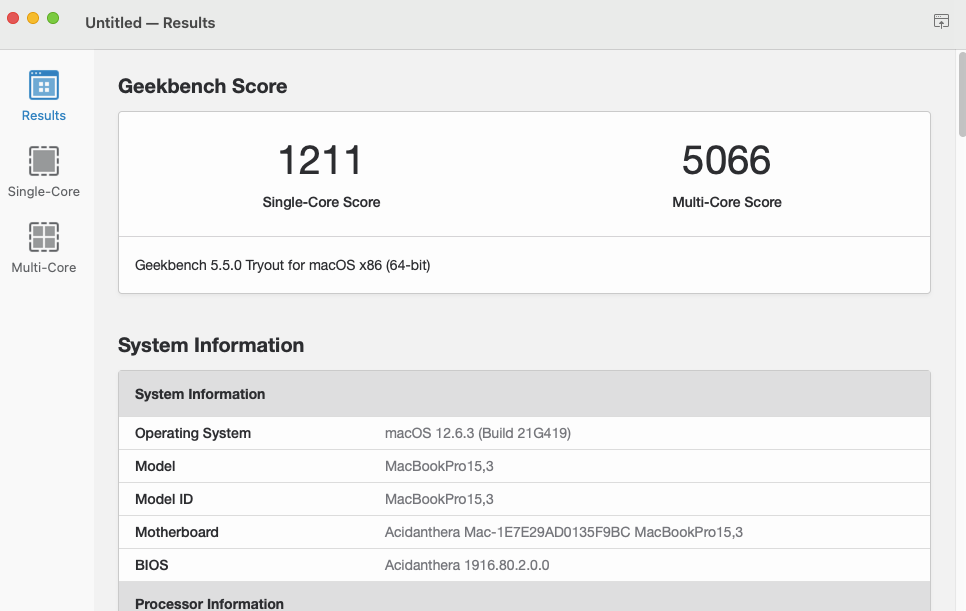 Untitled — Results
Results
Single-Core
Multi-Core
Geekbench Score
1211
Single-Core Score
5066
Multi-Core Score
Geekbench 5.5.0 Tryout for macOS x86 (64-bit)
System Information
System Information
Operating System macOS 12.6.3 (Build 21G419)
Model MacBookPro15,3
Model ID MacBookPro15,3
Motherboard Acidanthera Mac-1E7E29AD0135F9BC MacBookPro15,3
BIOS Acidanthera 1916.80.2.0.0
Processor Information